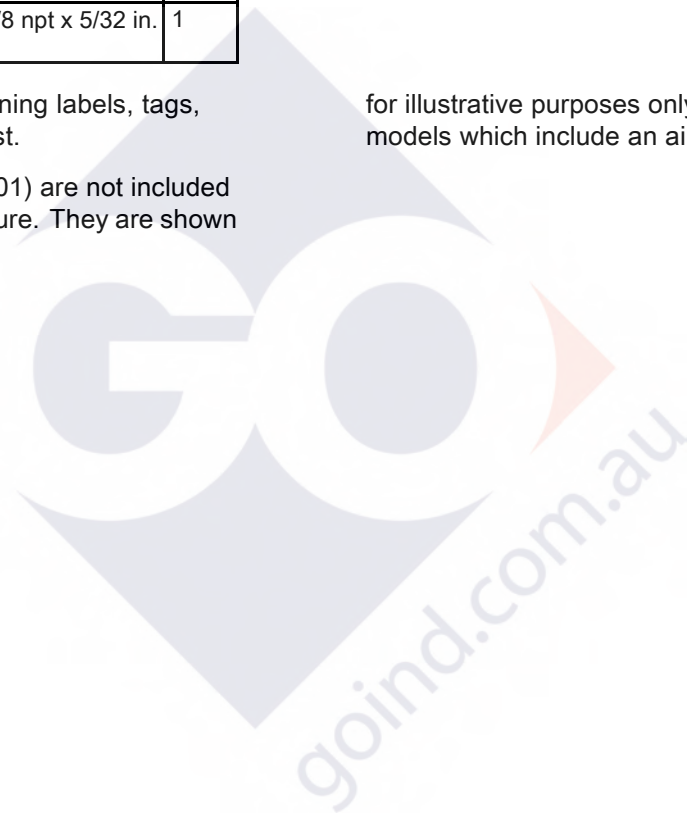 /8 npt x 5/32 in. 1
ning labels, tags,
st.
01) are not included
ure. They are shown
for illustrative purposes only
models which include an ai
GO
goind.com.au